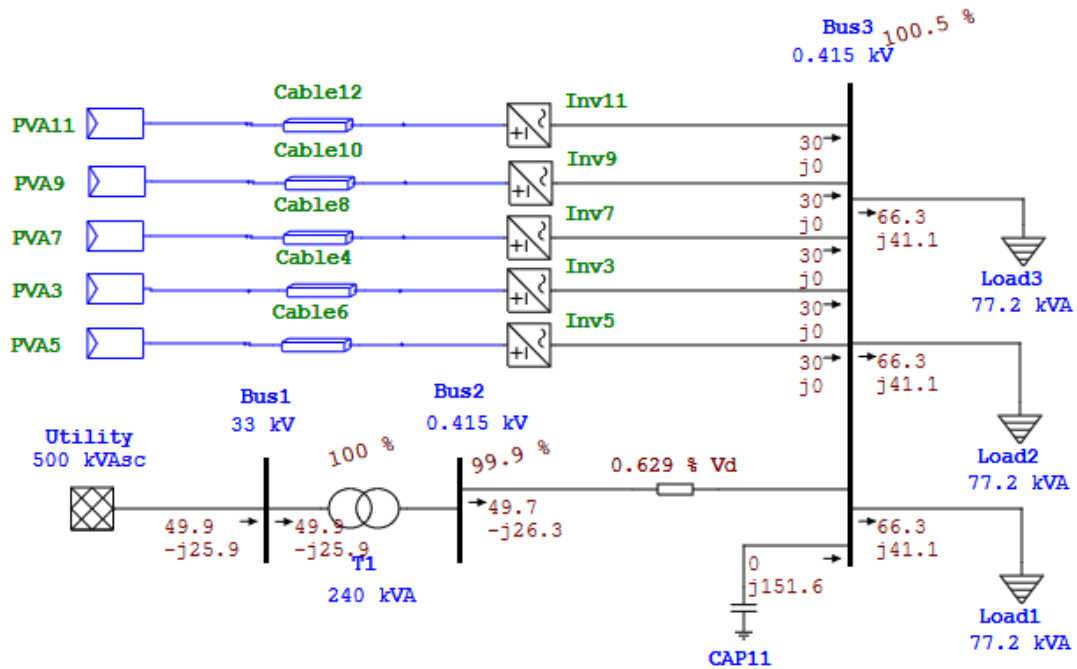 Bus3
100.5 %
0.415 kV
Cable12
Inv11
PVA11
30
j0
Cable10
Inv9
PVA9
30
j0
Cable8
Inv7
66.3
j41.1
PVA7
30
j0
Cable4
Inv3
Load3
77.2 kVA
PVA3
30
j0
Cable6
Inv5
PVA5
30
j0
66.3
j41.1
Bus1
33 kV
Bus2
0.415 kV
Utility
500 kVAsc
100 %
99.9 %
0.629 % Vd
Load2
77.2 kVA
49.9
-j25.9
49.9
-j25.9
49.7
-j26.3
66.3
j41.1
T1
240 kVA
0
j151.6
CAP11
Load1
77.2 kVA